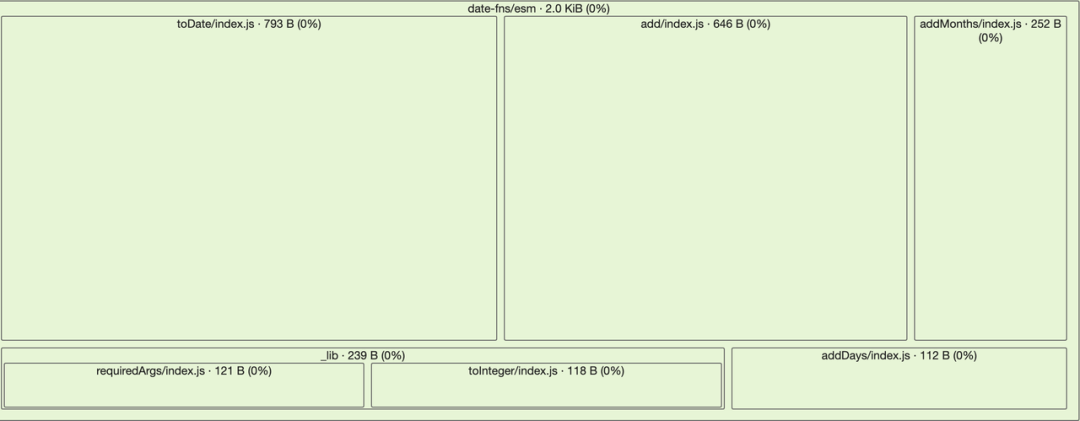 date-fns/esm · 2.0 KiB (0%)
toDate/index.js · 793 B (0%)
add/index.js · 646 B (0%)
addMonths/index.js · 252 B
(0%)
_lib · 239 B (0%)
requiredArgs/index.js · 121 B (0%)
toInteger/index.js · 118 B (0%)
addDays/index.js · 112 B (0%)